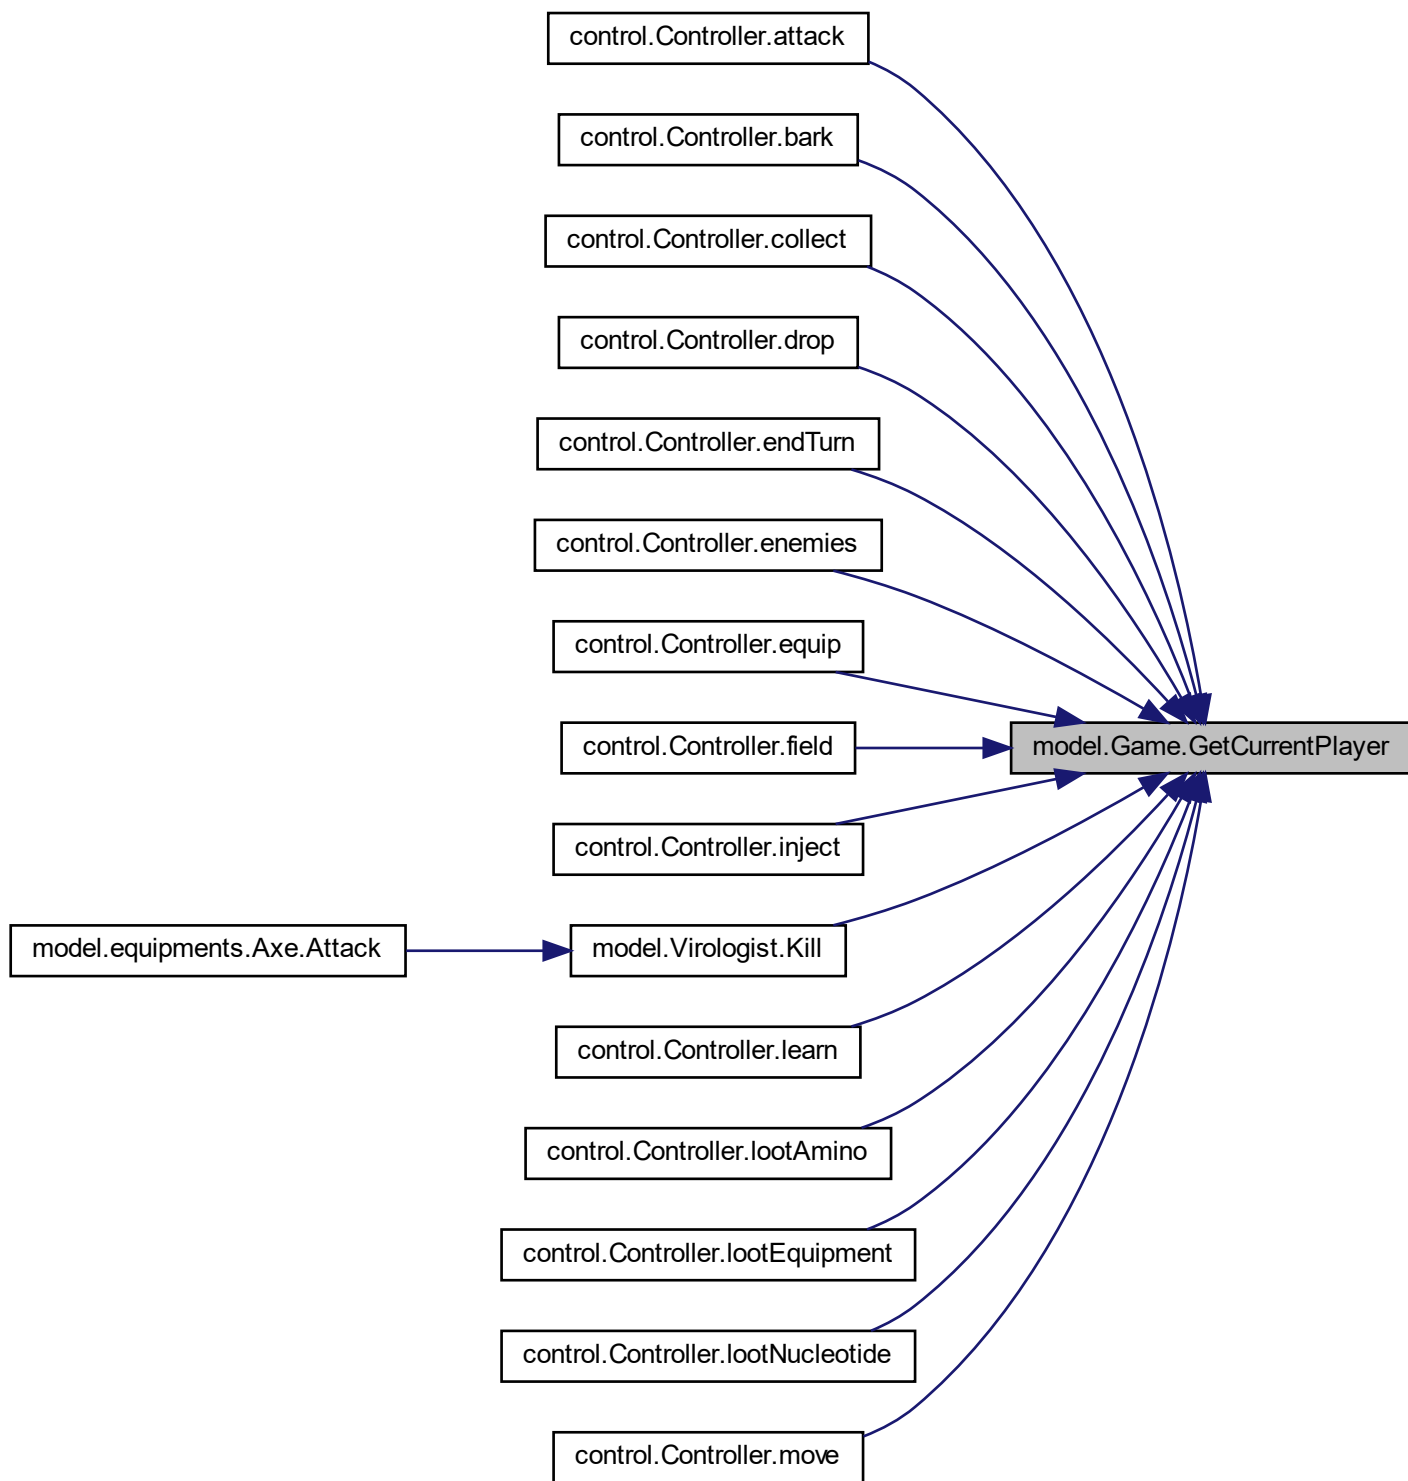 control.Controller.attack
control.Controller.bark
control.Controller.collect
control.Controller.drop
control.Controller.endTurn
control.Controller.enemies
control.Controller.equip
control.Controller.field
model.Game.GetCurrentPlayer
control.Controller.inject
model.equipments.Axe.Attack
model.Virologist.Kill
control.Controller.learn
control.Controller.lootAmino
control.Controller.lootEquipment
control.Controller.lootNucleotide
control.Controller.move